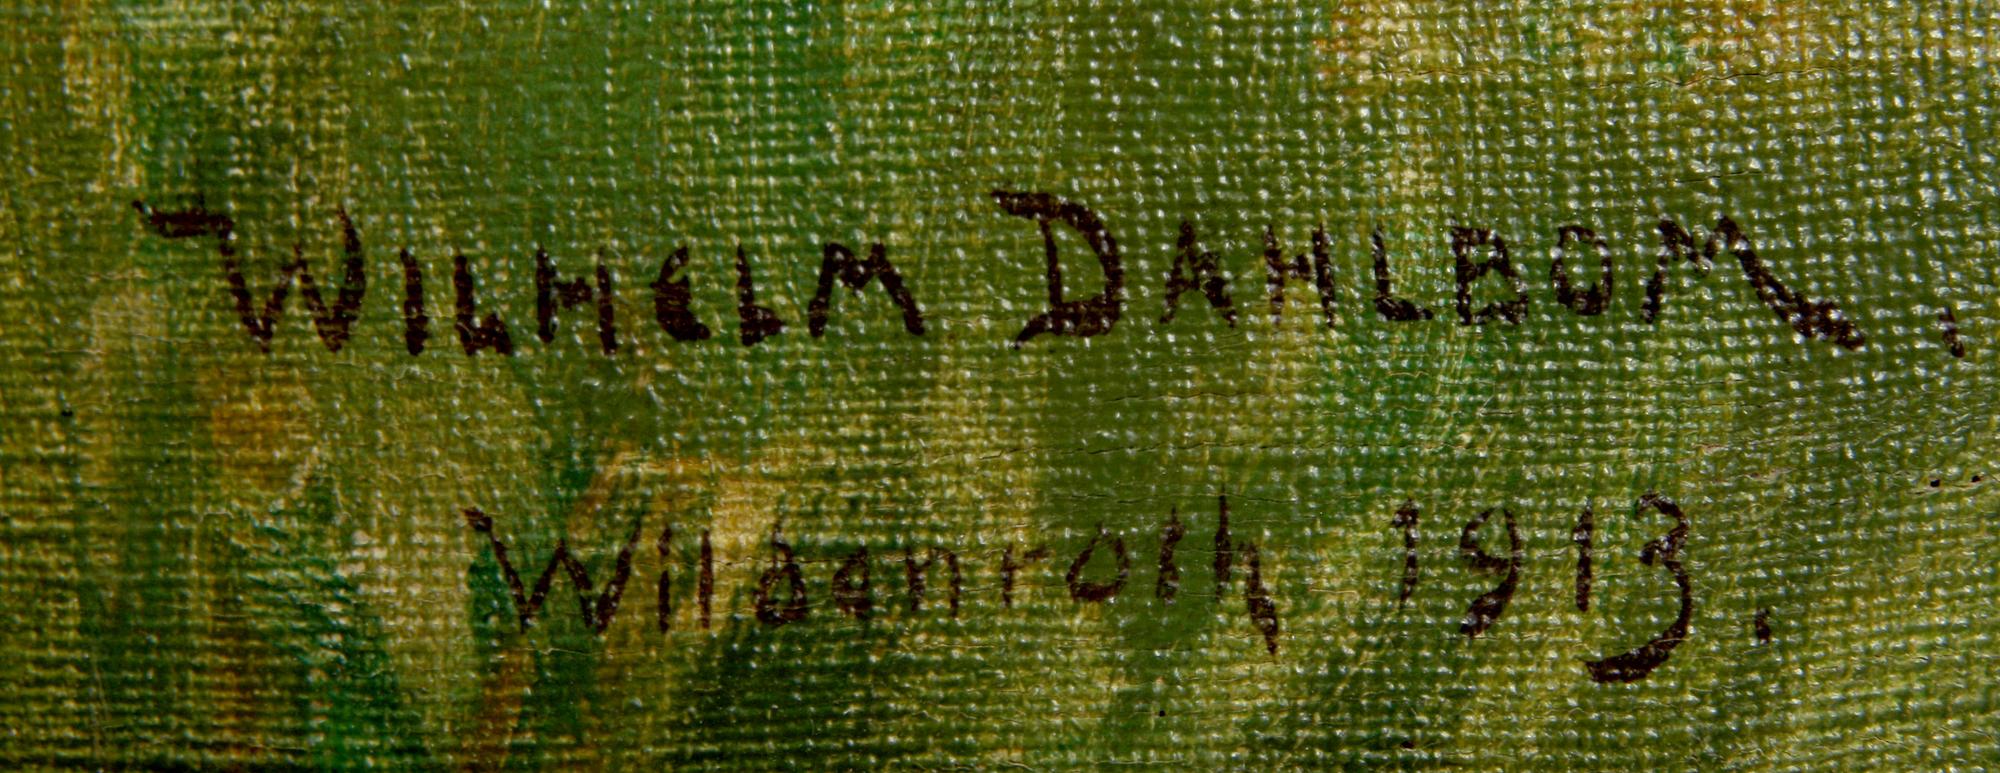 WILHELM DAHLBOM.
Wildenroth 1913.